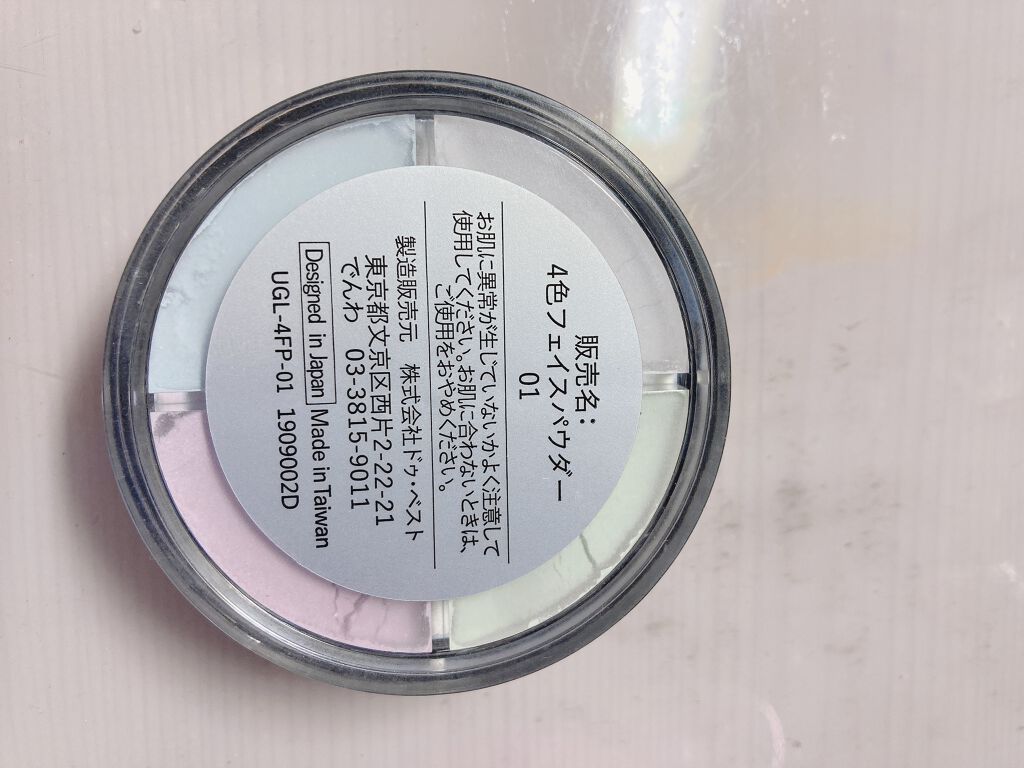 販売名:
4色フェイスパウダー
01
お肌に異常が生じていないかよく注意して
使用してください。お肌に合わないときは、
ご使用をおやめください。
製造販売元 株式会社ドゥ・ベスト
東京都文京区西片2-22-21
でんわ 03-3815-9011
Designed in Japan Made in Taiwan
UGL-4FP-01 1909002D